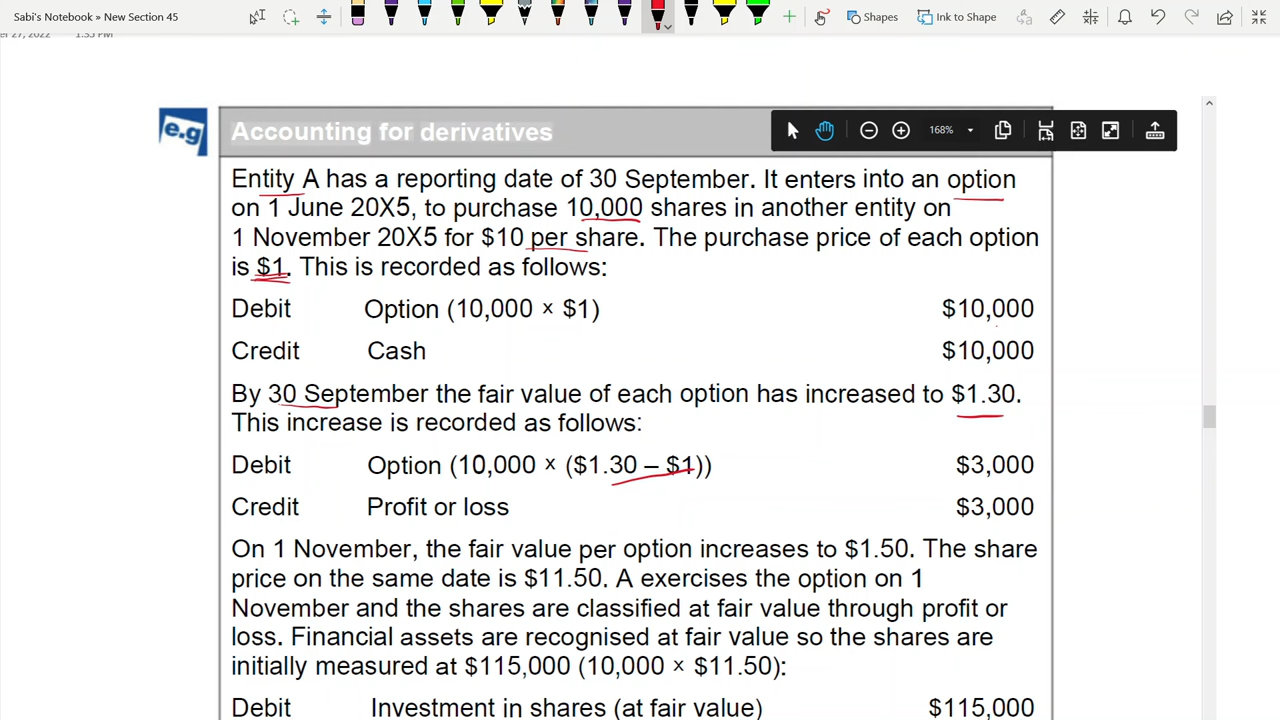 Sabi's Notebook » New Section 45
Shapes
Ink to Shape
27, 2022 1:35 PM
e.g
Accounting for derivatives
168%
Entity A has a reporting date of 30 September. It enters into an option
on 1 June 20X5, to purchase 10,000 shares in another entity on
1 November 20X5 for $10 per share. The purchase price of each option
is $1. This is recorded as follows:
Debit Option (10,000 × $1) $10,000
Credit Cash $10,000
By 30 September the fair value of each option has increased to $1.30.
This increase is recorded as follows:
Debit Option (10,000 × ($1.30 – $1)) $3,000
Credit Profit or loss $3,000
On 1 November, the fair value per option increases to $1.50. The share
price on the same date is $11.50. A exercises the option on 1
November and the shares are classified at fair value through profit or
loss. Financial assets are recognised at fair value so the shares are
initially measured at $115,000 (10,000 × $11.50):
Debit Investment in shares (at fair value) $115,000